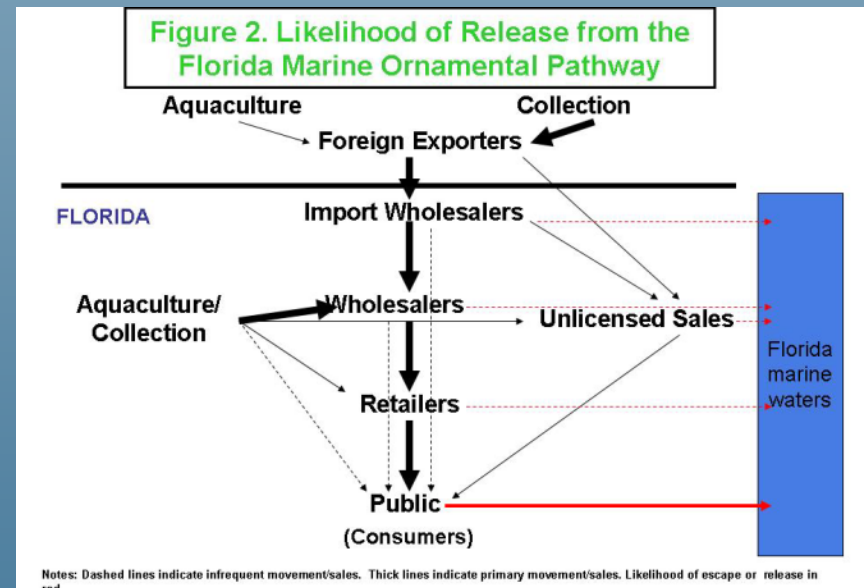 Figure 2. Likelihood of Release from the
Florida Marine Ornamental Pathway
Aquaculture
Collection
Foreign Exporters
FLORIDA
Import Wholesalers
Aquaculture/
Collection
Wholesalers
Unlicensed Sales
Florida
marine
waters
Retailers
Public
(Consumers)
Notes: Dashed lines indicate infrequent movement/sales. Thick lines indicate primary movement/sales. Likelihood of escape or release in